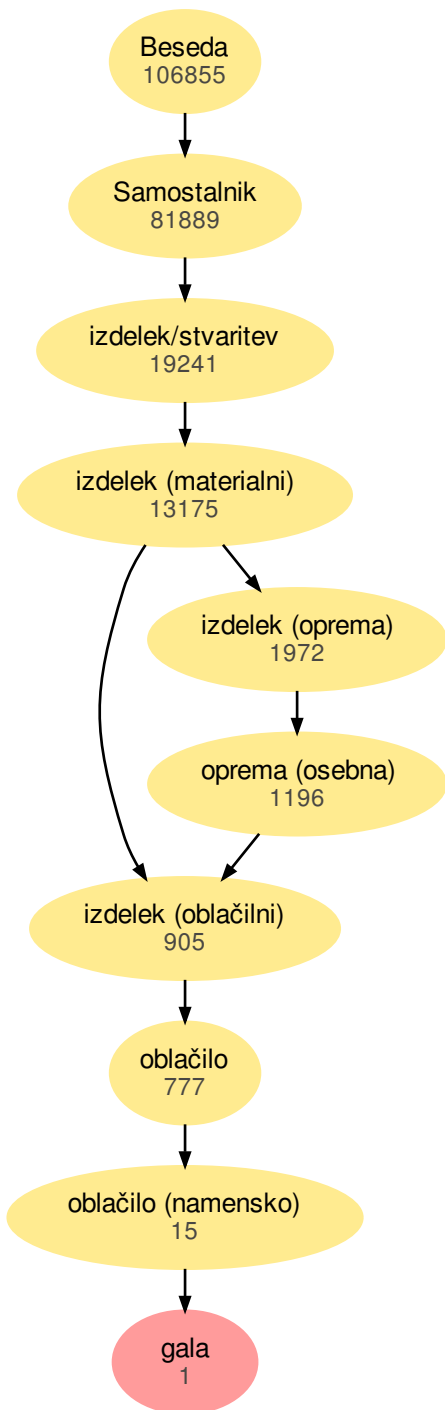 Beseda
106855
Samostalnik
81889
izdelek/stvaritev
19241
izdelek (materialni)
13175
izdelek (oprema)
1972
oprema (osebna)
1196
izdelek (oblačilni)
905
oblačilo
777
oblačilo (namensko)
15
gala
1